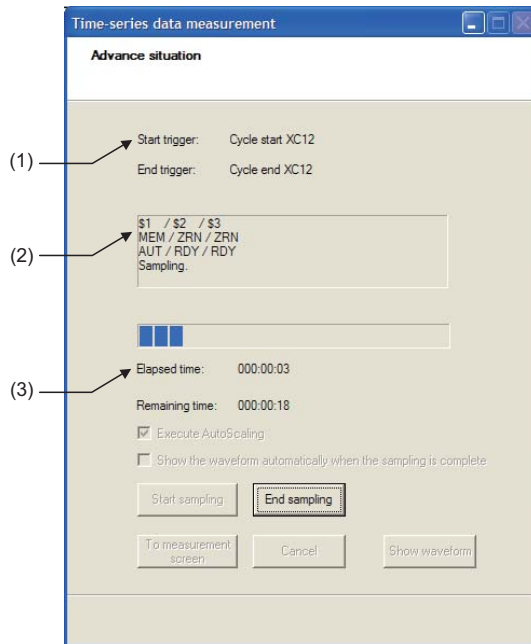 Time-series data measurement
Advance situation
(1)
Start trigger: Cycle start XC12
End trigger: Cycle end XC12
(2)
$1 / $2 / $3
MEM / ZRN / ZRN
AUT / RDY / RDY
Sampling.
(3)
Elapsed time: 000:00:03
Remaining time: 000:00:18
Execute AutoScaling
Show the waveform automatically when the sampling is complete
Start sampling End sampling
To measurement
screen
Cancel Show waveform